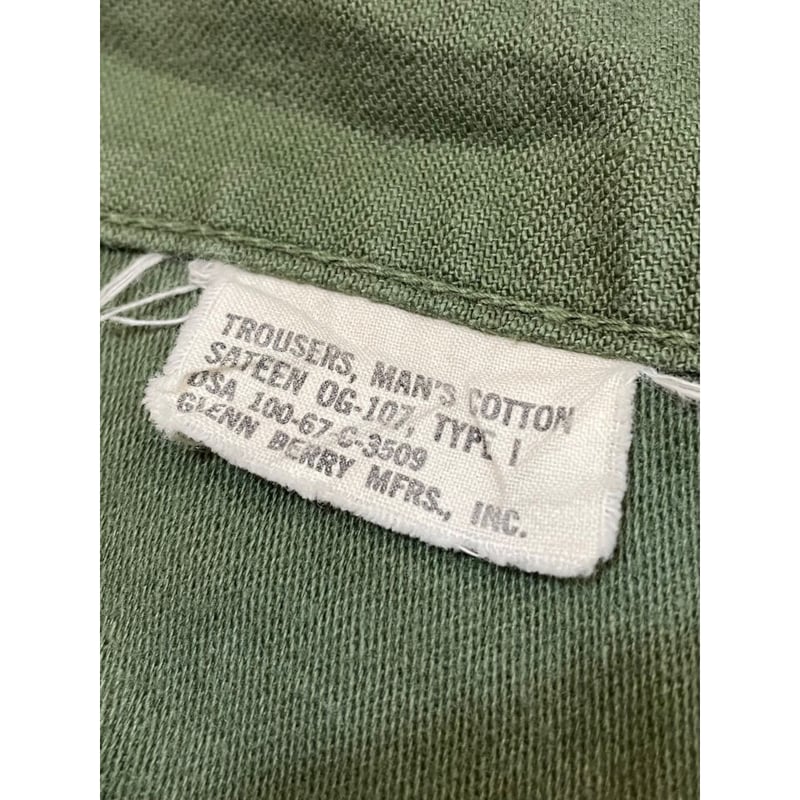 TROUSERS, MAN'S COTTON
SATEEN OG-107, TYPE I
DSA 100-67-C-3509
GLENN BERRY MFRS., INC.